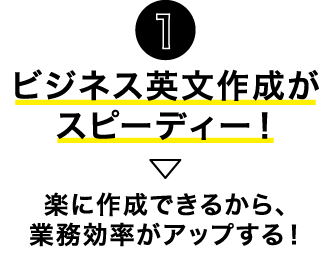 1
ビジネス英文作成が
スピーディー！
楽に作成できるから、
業務効率がアップする！